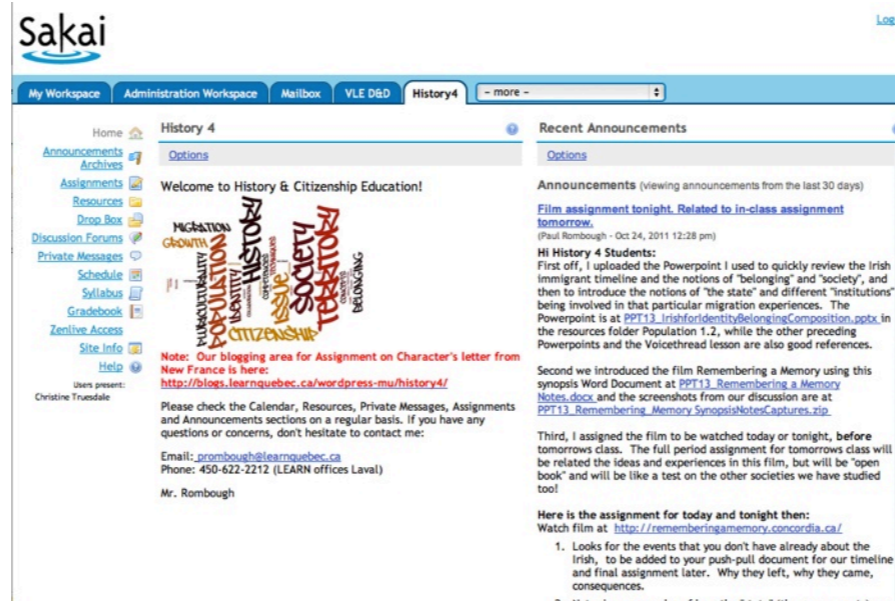 Sakai
Log
My Workspace
Administration Workspace
Mailbox
VLE D&D
History4
- more -
Home
Announcements
Archives
Assignments
Resources
Drop Box
Discussion Forums
Private Messages
Schedule
Syllabus
Gradebook
Zenlive Access
Site Info
Help
Users present:
Christine Truesdale
History 4
Options
Welcome to History & Citizenship Education!
MIGRATION
GROWTH
PLURICULTURALITY
POPULATION
IDENTITY
HISTORY
ISSUE
SOCIETY
TERRITORY
BELONGING
CITIZENSHIP
Note: Our blogging area for Assignment on Character's letter from
New France is here:
http://blogs.learnquebec.ca/wordpress-mu/history4/
Please check the Calendar, Resources, Private Messages, Assignments
and Announcements sections on a regular basis. If you have any
questions or concerns, don't hesitate to contact me:
Email: prombough@learnquebec.ca
Phone: 450-622-2212 (LEARN offices Laval)
Mr. Rombough
Recent Announcements
Options
Announcements (viewing announcements from the last 30 days)
Film assignment tonight. Related to in-class assignment
tomorrow.
(Paul Rombough - Oct 24, 2011 12:28 pm)
Hi History 4 Students:
First off, I uploaded the Powerpoint I used to quickly review the Irish
immigrant timeline and the notions of "belonging" and "society", and
then to introduce the notions of "the state" and different "institutions"
being involved in that particular migration experiences. The
Powerpoint is at PPT13_IrishforIdentityBelongingComposition.pptx in
the resources folder Population 1.2, while the other preceding
Powerpoints and the Voicethread lesson are also good references.
Second we introduced the film Remembering a Memory using this
synopsis Word Document at PPT13_Remembering a Memory
Notes.docx and the screenshots from our discussion are at
PPT13_Remembering_Memory SynopsisNotesCaptures.zip
Third, I assigned the film to be watched today or tonight, before
tomorrows class. The full period assignment for tomorrows class will
be related the ideas and experiences in this film, but will be "open
book" and will be like a test on the other societies we have studied
too!
Here is the assignment for today and tonight then:
Watch film at http://rememberingamemory.concordia.ca/
1. Looks for the events that you don't have already about the
Irish, to be added to your push-pull document for our timeline
and final assignment later. Why they left, why they came,
consequences.